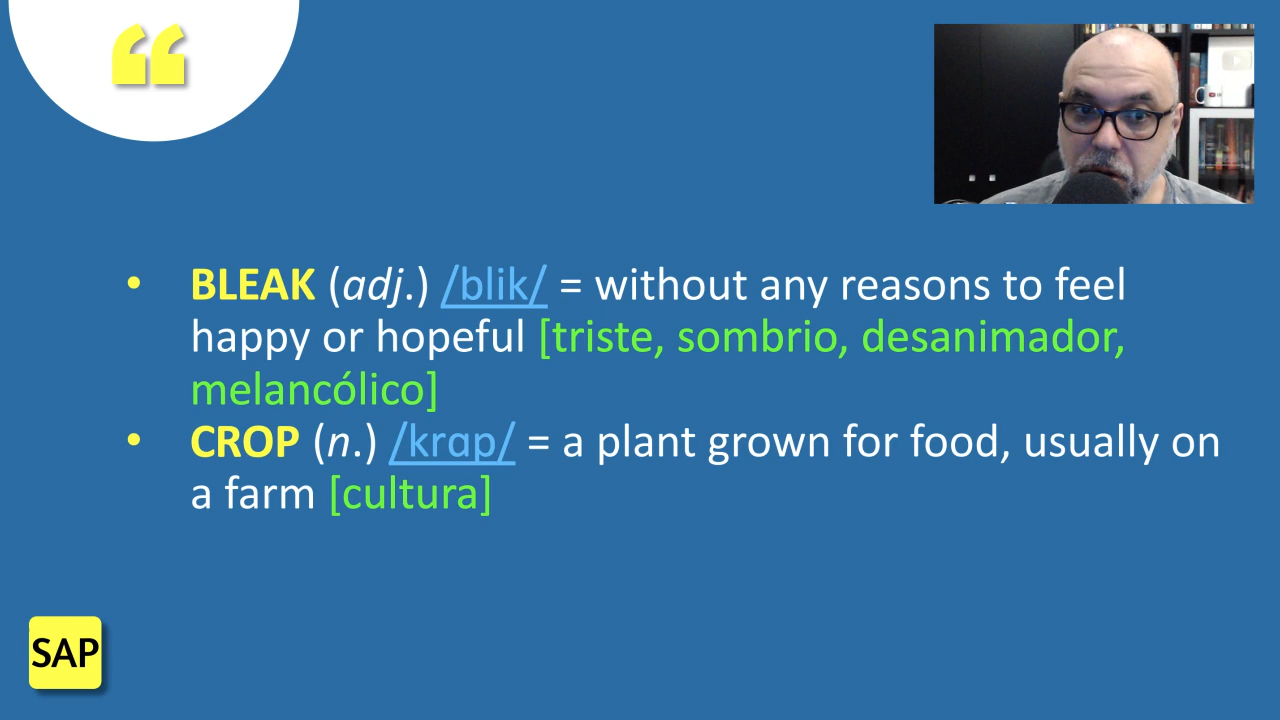 “
• BLEAK (adj.) /blik/ = without any reasons to feel
happy or hopeful [triste, sombrio, desanimador,
melancólico]
• CROP (n.) /krɑp/ = a plant grown for food, usually on
a farm [cultura]
SAP